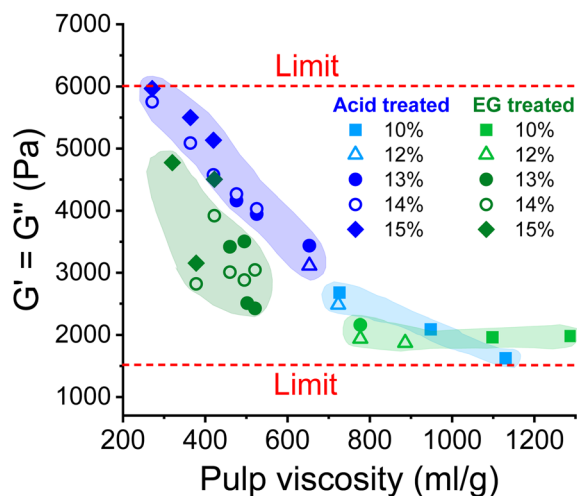 7000
6000
5000
4000
3000
2000
1000
G' = G" (Pa)
Limit
Acid treated EG treated
10% 10%
12% 12%
13% 13%
14% 14%
15% 15%
Limit
200 400 600 800 1000 1200
Pulp viscosity (ml/g)